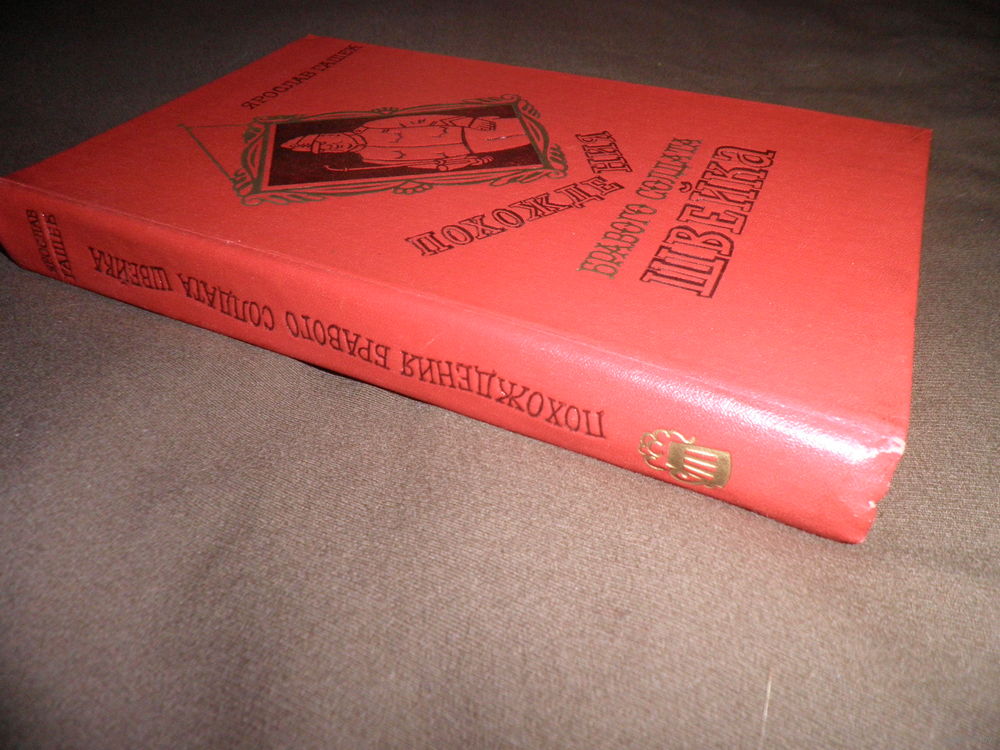 ЯРОСЛАВ ГАШЕК
ПОХОЖДЕНИЯ
БРАВОГО СОЛДАТА
ШВЕЙКА
ЯРОСЛАВ
ГАШЕК
ПОХОЖДЕНИЯ БРАВОГО СОЛДАТА ШВЕЙКА